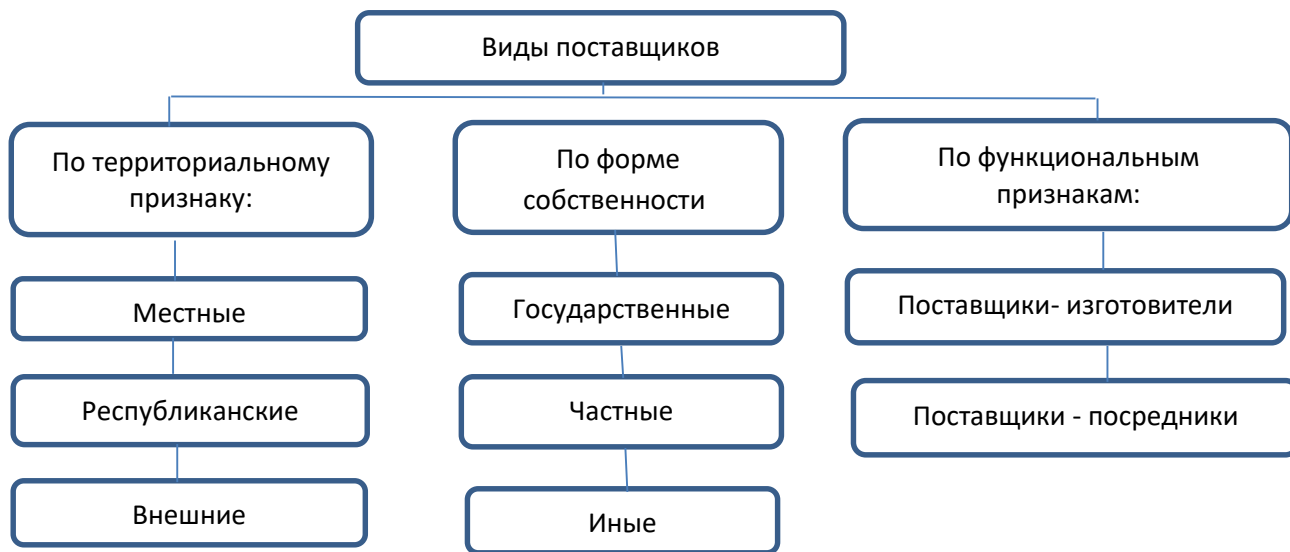 Виды поставщиков
По территориальному
признаку:
Местные
Республиканские
Внешние
По форме
собственности
Государственные
Частные
Иные
По функциональным
признакам:
Поставщики- изготовители
Поставщики - посредники